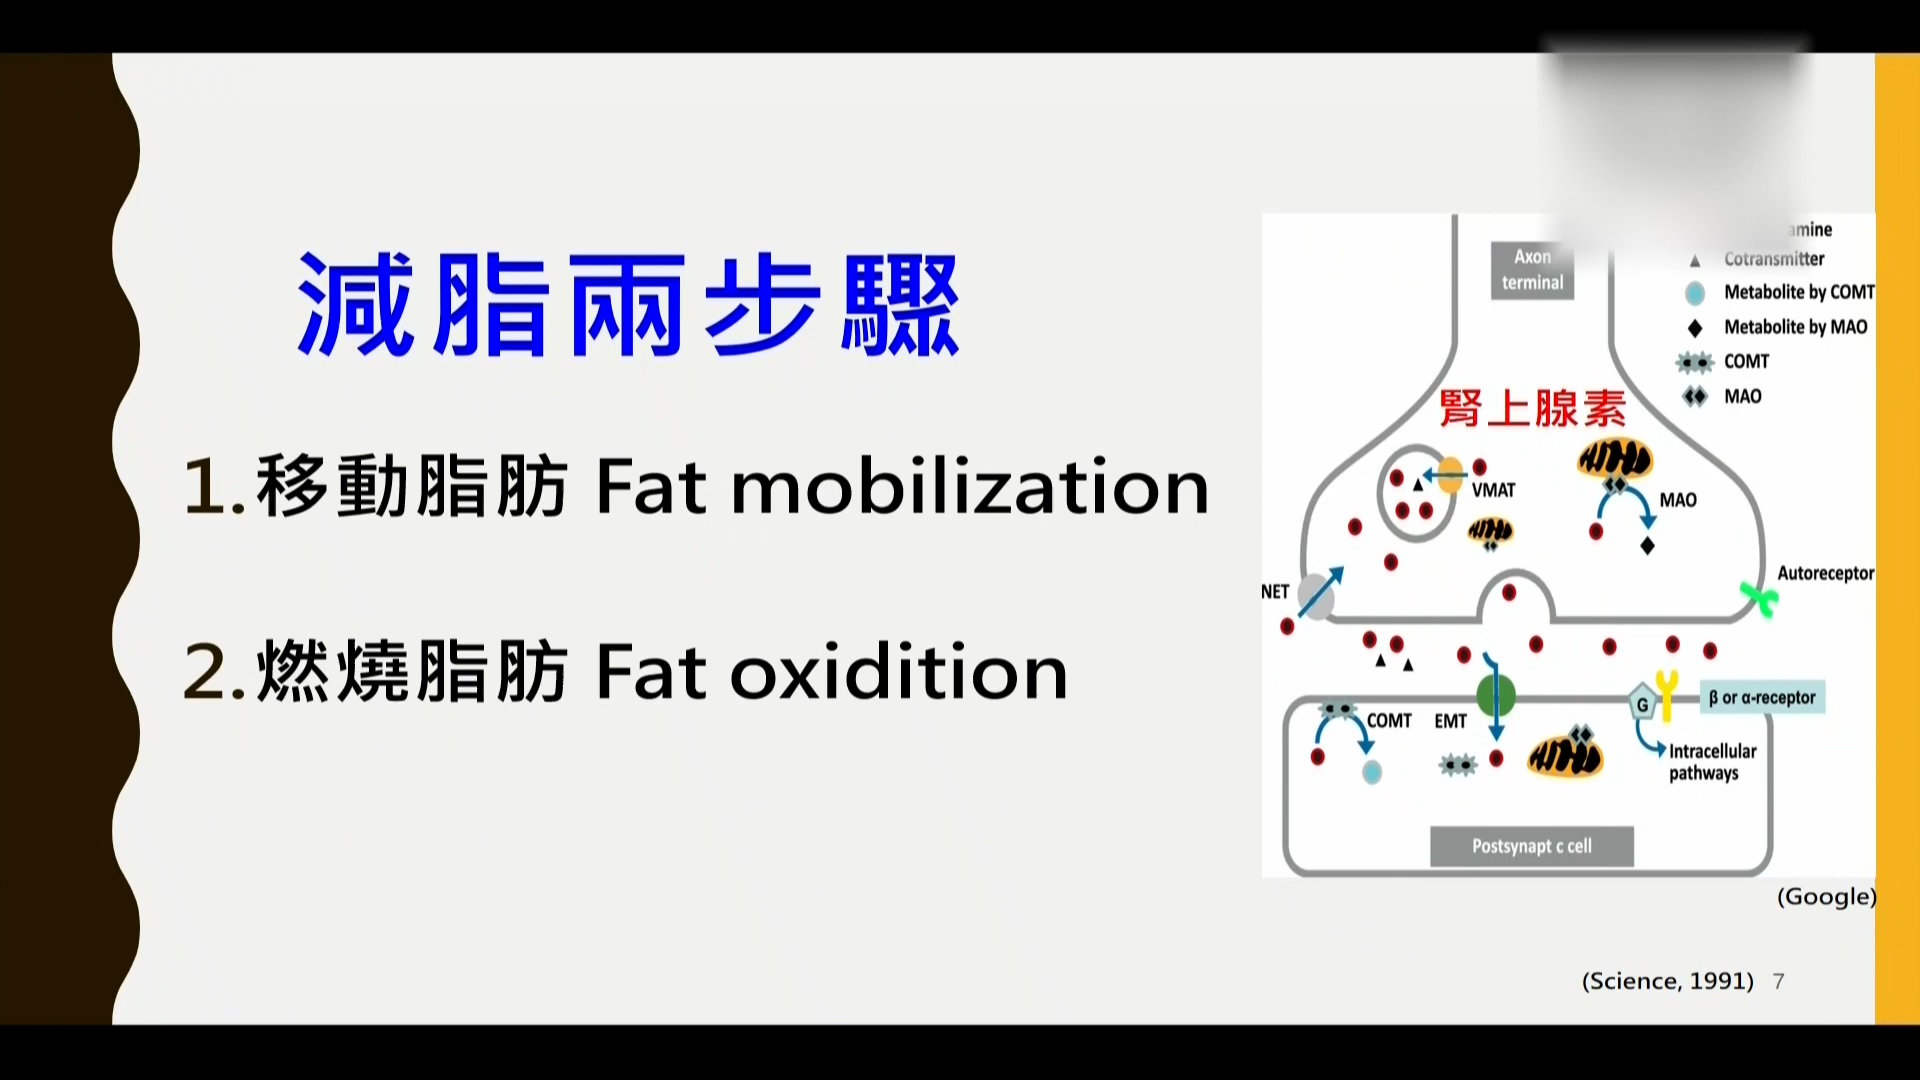 減脂兩步驟
1.移動脂肪 Fat mobilization
2.燃燒脂肪 Fat oxidition
Axon
terminal
Cotransmitter
Metabolite by COMT
Metabolite by MAO
COMT
MAO
腎上腺素
VMAT
MAO
NET
Autoreceptor
COMT
EMT
G
β or α-receptor
Intracellular
pathways
Postsynapt c cell
(Google)
(Science, 1991) 7